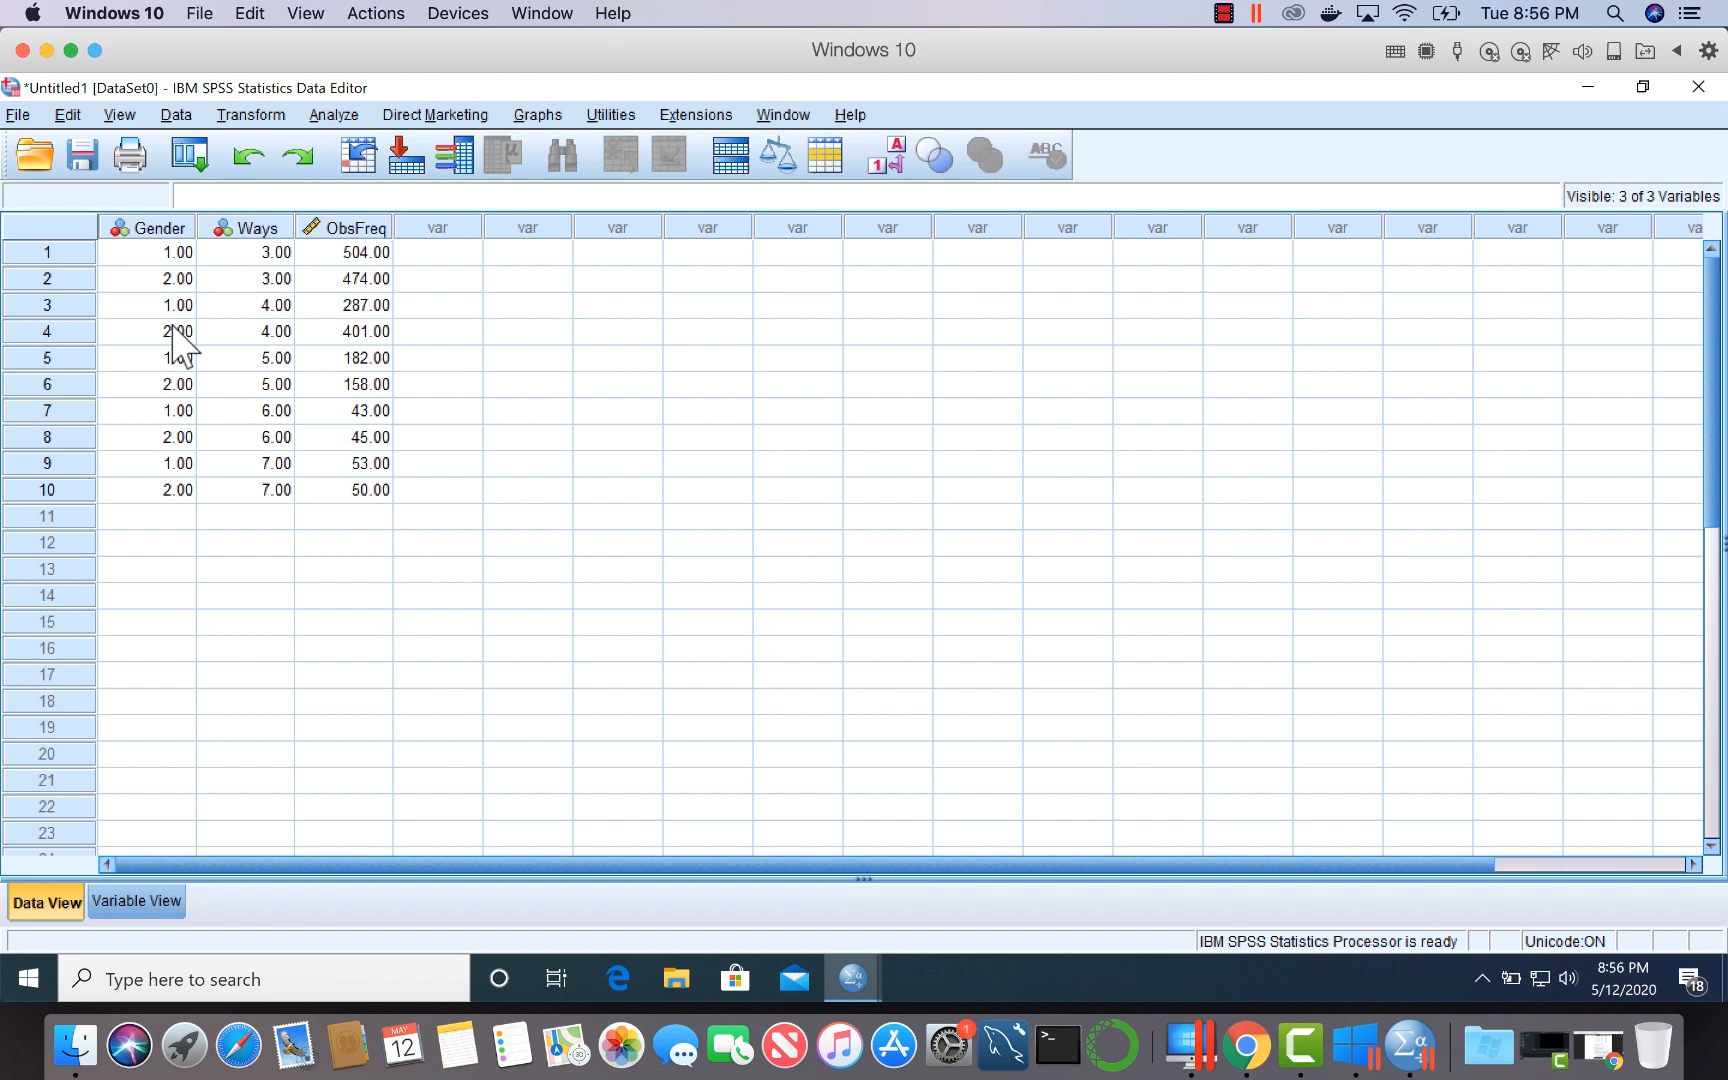 Windows 10 File Edit View Actions Devices Window Help Tue 8:56 PM
Windows 10
*Untitled1 [DataSet0] - IBM SPSS Statistics Data Editor
File Edit View Data Transform Analyze Direct Marketing Graphs Utilities Extensions Window Help
1 A ABC
Visible: 3 of 3 Variables
Gender Ways ObsFreq var var var var var var var var var var var var var var va
1 1.00 3.00 504.00
2 2.00 3.00 474.00
3 1.00 4.00 287.00
4 4.00 401.00
5 5.00 182.00
6 2.00 5.00 158.00
7 1.00 6.00 43.00
8 2.00 6.00 45.00
9 1.00 7.00 53.00
10 2.00 7.00 50.00
11
12
13
14
15
16
17
18
19
20
21
22
23
Data View Variable View
IBM SPSS Statistics Processor is ready Unicode:ON
Type here to search 8:56 PM
5/12/2020 18
MAY
12
1